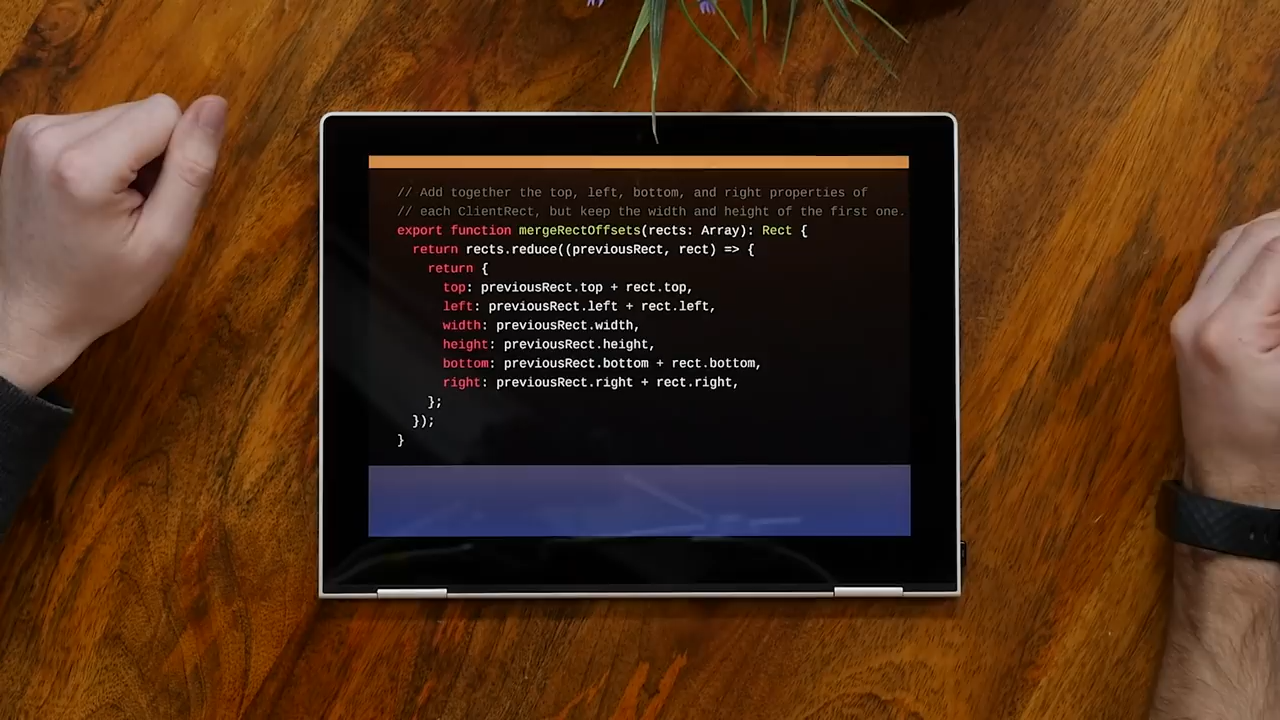 // Add together the top, left, bottom, and right properties of
// each ClientRect, but keep the width and height of the first one.
export function mergeRectOffsets(rects: Array): Rect {
  return rects.reduce((previousRect, rect) => {
    return {
      top: previousRect.top + rect.top,
      left: previousRect.left + rect.left,
      width: previousRect.width,
      height: previousRect.height,
      bottom: previousRect.bottom + rect.bottom,
      right: previousRect.right + rect.right,
    };
  });
}